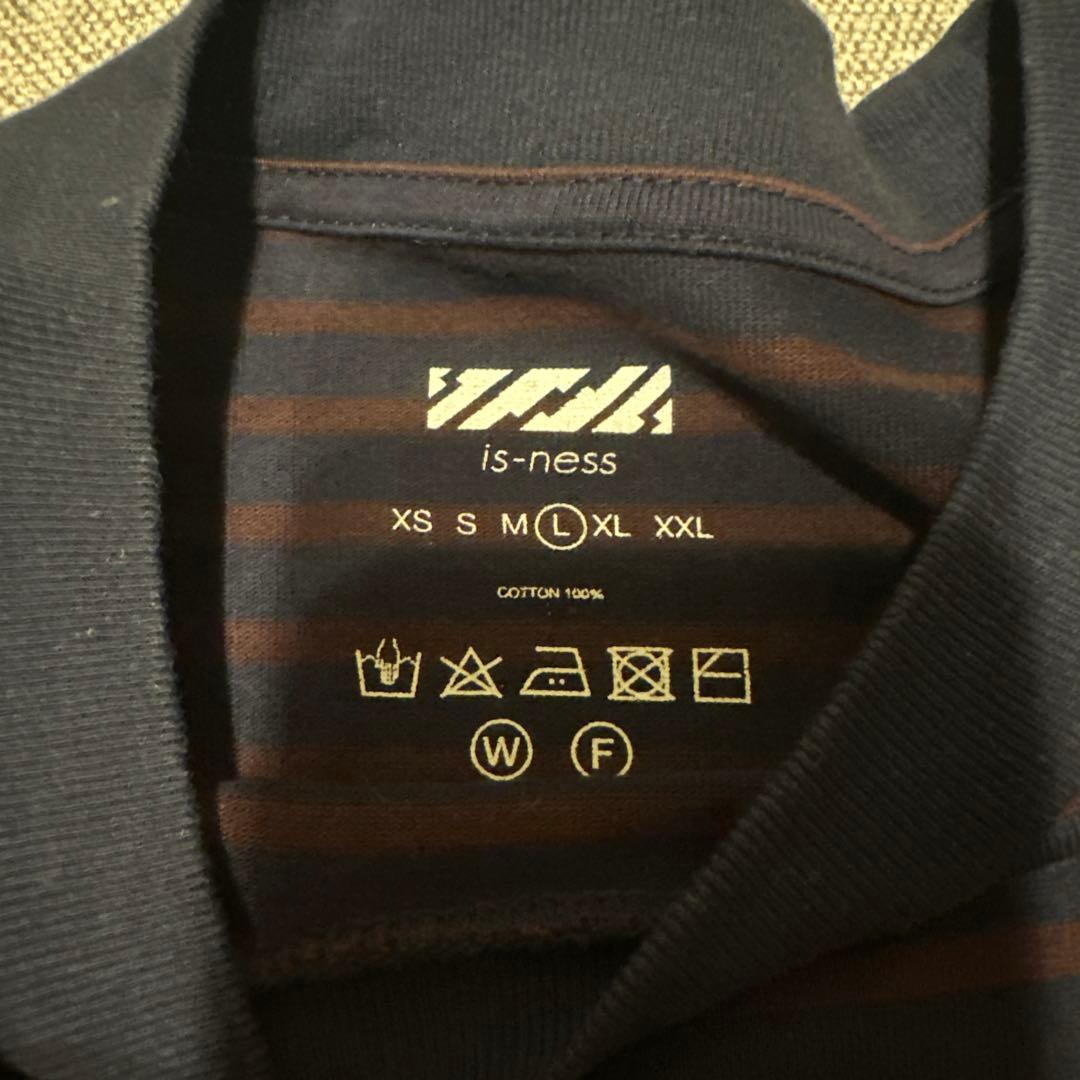 is-ness
XS S M L XL XXL
COTTON 100%
W F